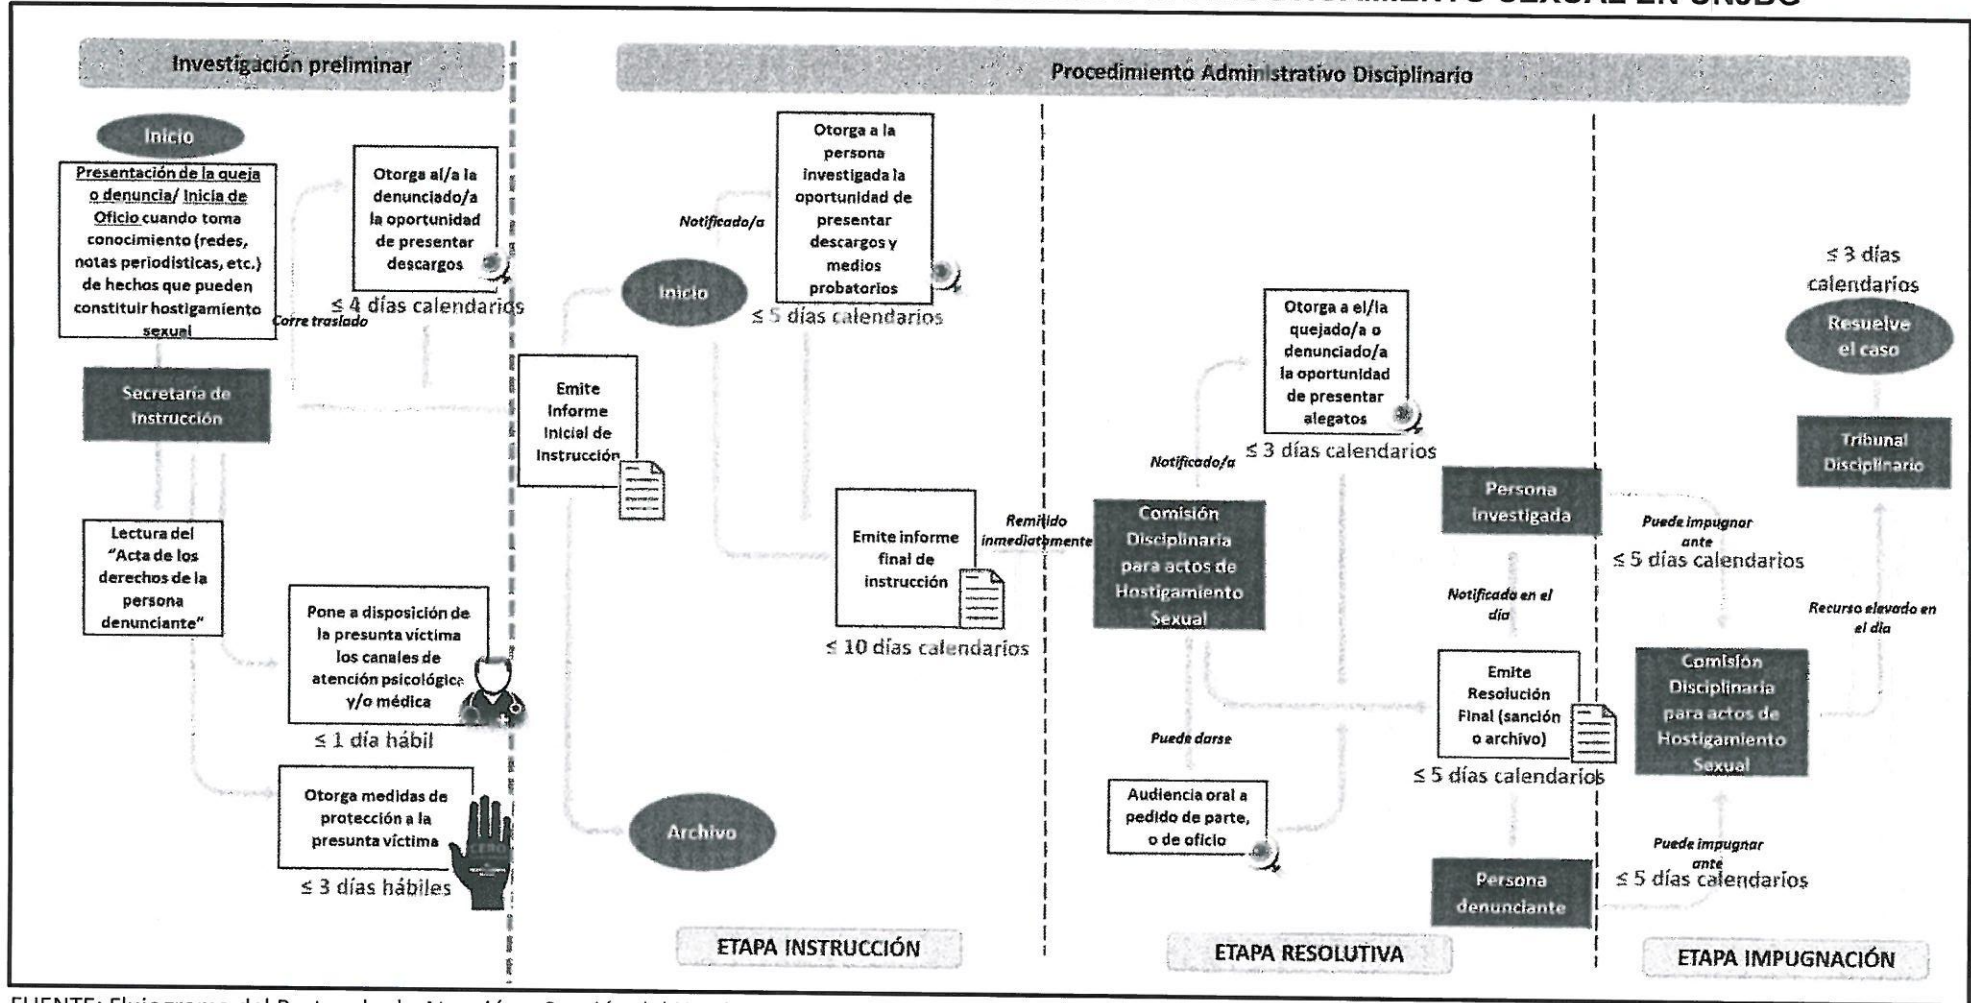 SEXUAL EN UNJBG
Investigación preliminar
Procedimiento Administrativo Disciplinario
Inicio
Presentación de la queja
o denuncia/ Inicia de
Oficio cuando toma
conocimiento (redes,
notas periodísticas, etc.)
de hechos que pueden
constituir hostigamiento
sexual
Corre traslado
Otorga al/a la
denunciado/a
la oportunidad
de presentar
descargos
≤ 4 días calendarios
Secretaría de
Instrucción
Lectura del
"Acta de los
derechos de la
persona
denunciante"
Pone a disposición de
la presunta víctima
los canales de
atención psicológica
y/o médica
≤ 1 día hábil
Otorga medidas de
protección a la
presunta víctima
CERO
≤ 3 días hábiles
Emite
Informe
Inicial de
Instrucción
Inicio
Notificado/a
Otorga a la
persona
investigada la
oportunidad de
presentar
descargos y
medios
probatorios
≤ 5 días calendarios
Emite informe
final de
instrucción
≤ 10 días calendarios
Archivo
ETAPA INSTRUCCIÓN
Remitido
inmediatamente
Comisión
Disciplinaria
para actos de
Hostigamiento
Sexual
Notificado/a
Otorga a el/la
quejado/a o
denunciado/a
la oportunidad
de presentar
alegatos
≤ 3 días calendarios
Puede darse
Audiencia oral a
pedido de parte,
o de oficio
Persona
investigada
Notificado en el
día
Emite
Resolución
Final (sanción
o archivo)
≤ 5 días calendarios
Persona
denunciante
ETAPA RESOLUTIVA
Puede impugnar
ante
≤ 5 días calendarios
Comisión
Disciplinaria
para actos de
Hostigamiento
Sexual
Puede impugnar
ante
≤ 5 días calendarios
Recurso elevado en
el día
Tribunal
Disciplinario
≤ 3 días
calendarios
Resuelve
el caso
ETAPA IMPUGNACIÓN
FUENTE: Flujograma del